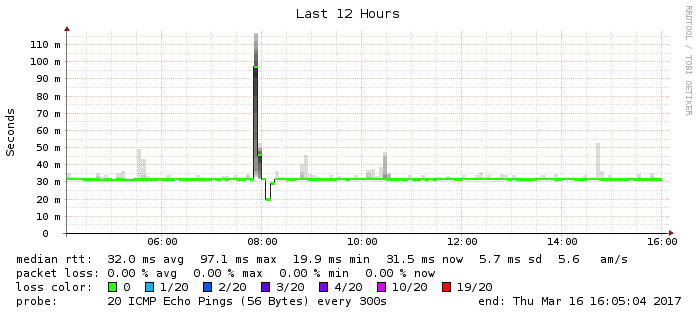 Last 12 Hours
RRDTOOL / TOBI OETIKER
Seconds
110 m
100 m
90 m
80 m
70 m
60 m
50 m
40 m
30 m
20 m
10 m
0
06:00 08:00 10:00 12:00 14:00 16:00
median rtt: 32.0 ms avg 97.1 ms max 19.9 ms min 31.5 ms now 5.7 ms sd 5.6 am/s
packet loss: 0.00 % avg 0.00 % max 0.00 % min 0.00 % now
loss color: 0 1/20 2/20 3/20 4/20 10/20 19/20
probe: 20 ICMP Echo Pings (56 Bytes) every 300s end: Thu Mar 16 16:05:04 2017